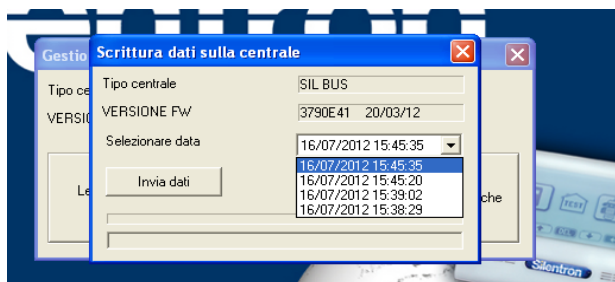 Gestio
Scrittura dati sulla centrale
Tipo ce
Tipo centrale
SIL BUS
VERSIO
VERSIONE FW
3790E41 20/03/12
Selezionare data
16/07/2012 15:45:35
16/07/2012 15:45:35
16/07/2012 15:45:20
16/07/2012 15:39:02
16/07/2012 15:38:29
Invia dati
Le
che
TEST
Silentron